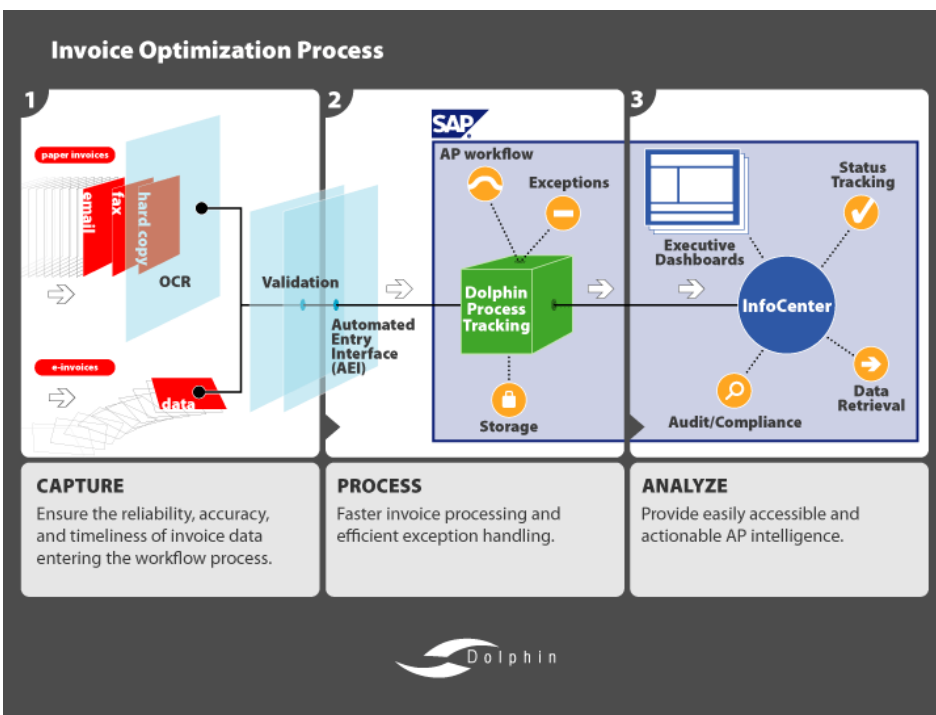 Invoice Optimization Process
1
paper invoices
email
fax
hard copy
OCR
e-invoices
data
Validation
Automated
Entry
Interface
(AEI)
2
SAP®
AP workflow
Exceptions
Dolphin
Process
Tracking
Storage
3
Executive
Dashboards
Status
Tracking
InfoCenter
Audit/Compliance
Data
Retrieval
CAPTURE
Ensure the reliability, accuracy,
and timeliness of invoice data
entering the workflow process.
PROCESS
Faster invoice processing and
efficient exception handling.
ANALYZE
Provide easily accessible and
actionable AP intelligence.
Dolphin